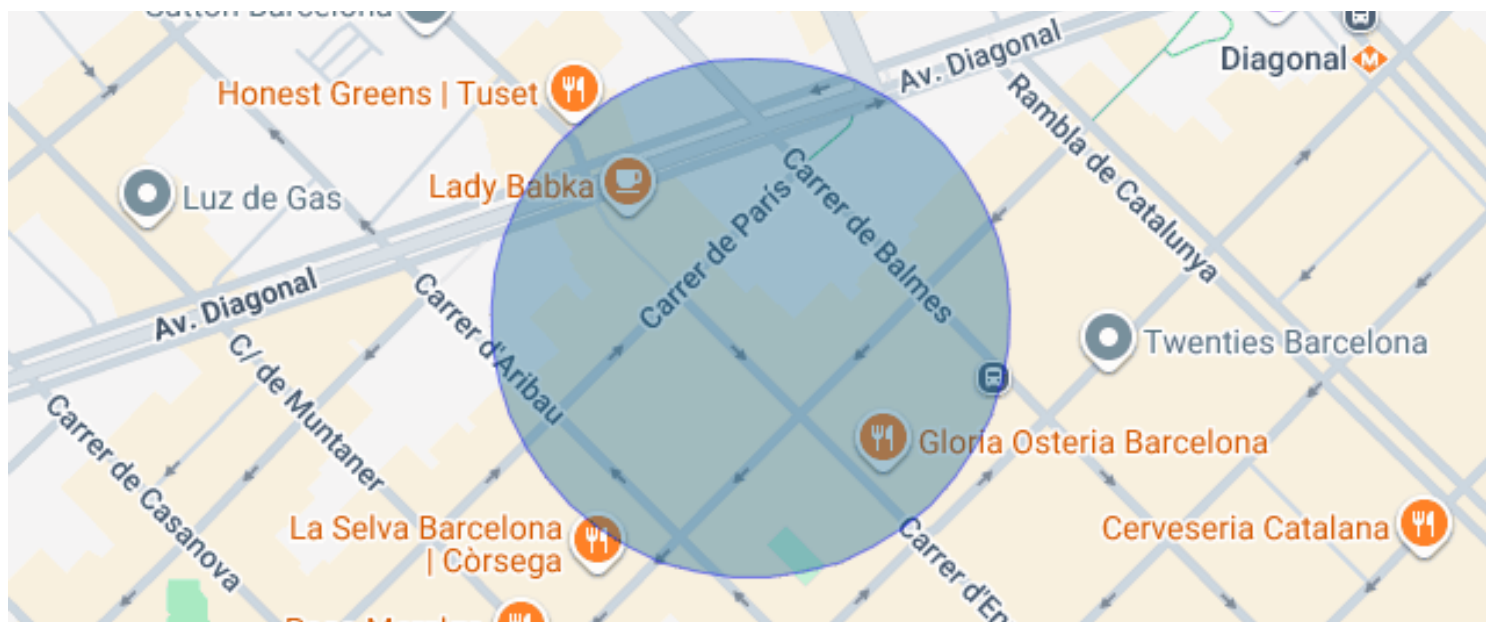 Sutton Barcelona
Av. Diagonal
Diagonal
M
Honest Greens | Tuset
Rambla de Catalunya
Lady Babka
Carrer de París
Carrer de Balmes
Luz de Gas
Av. Diagonal
Carrer d'Aribau
C/ de Muntaner
Twenties Barcelona
Carrer de Casanova
Gloria Osteria Barcelona
La Selva Barcelona
| Còrsega
Cerveseria Catalana
Carrer d'En